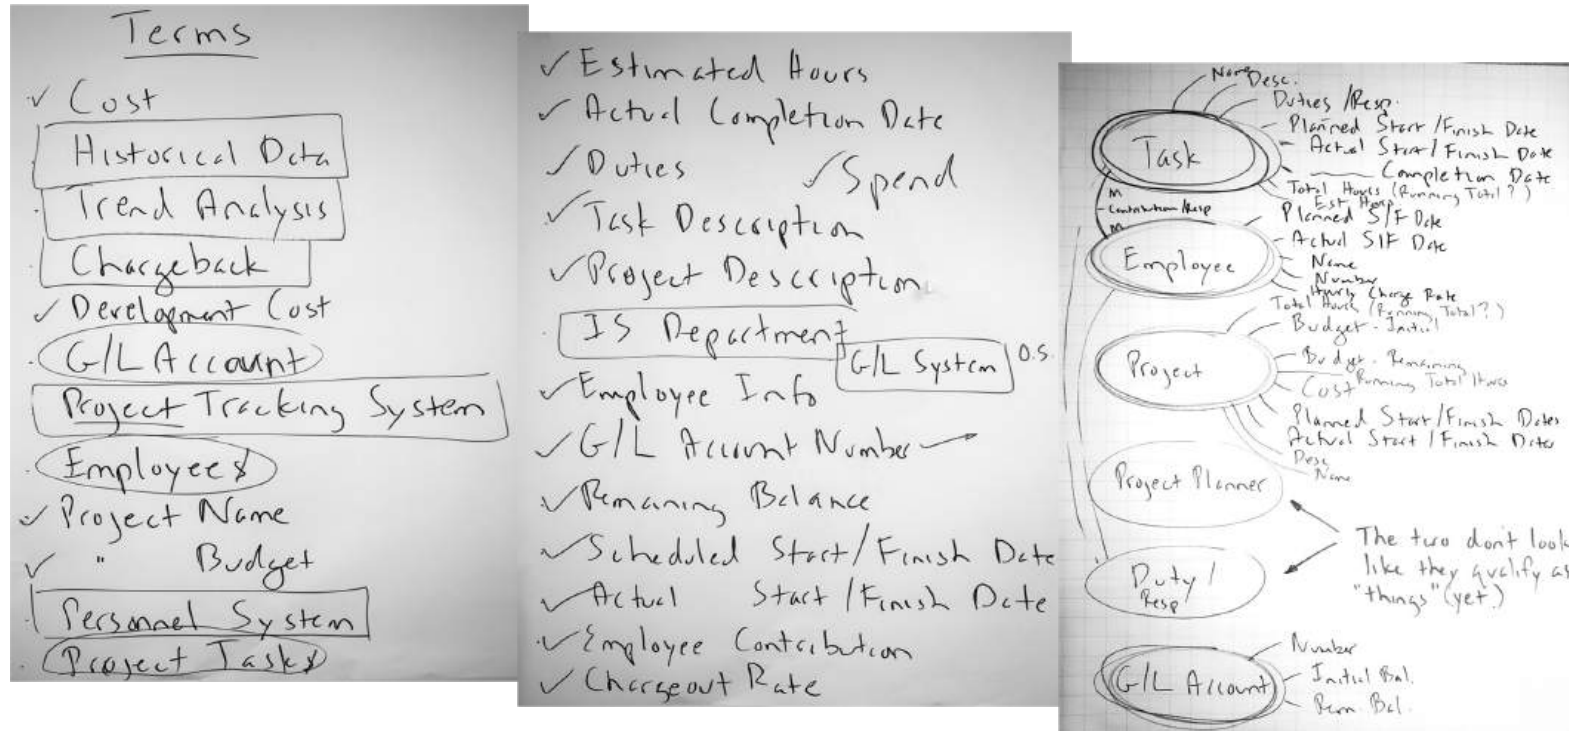 Terms
Cost
Historical Data
Trend Analysis
Chargeback
Development Cost
G/L Account
Project Tracking System
Employees
Project Name
" Budget
Personnel System
Project Tasks
Estimated Hours
Actual Completion Date
Duties
Spend
Task Description
Project Description
IS Department
G/L System O.S.
Employee Info
G/L Account Number
Remaining Balance
Scheduled Start/Finish Date
Actual Start/Finish Date
Employee Contribution
Chargeout Rate
Name
Desc.
Duties/Resp.
Planned Start/Finish Date
Actual Start/Finish Date
Completion Date
Total Hours (Running Total?)
Est Hours
Task
M
Contribution/Resp
M
Planned S/F Date
Actual S/F Date
Name
Number
Hourly Charge Rate
Employee
Total Hours (Running Total?)
Budget - Initial
Budget - Remaining
Running Total Hours
Cost
Planned Start/Finish Dates
Actual Start/Finish Dates
Desc
Name
Project
Project Planner
The two don't look
like they qualify as
"things" (yet)
Duty/
Resp
G/L Account
Number
Initial Bal.
Rem. Bal.